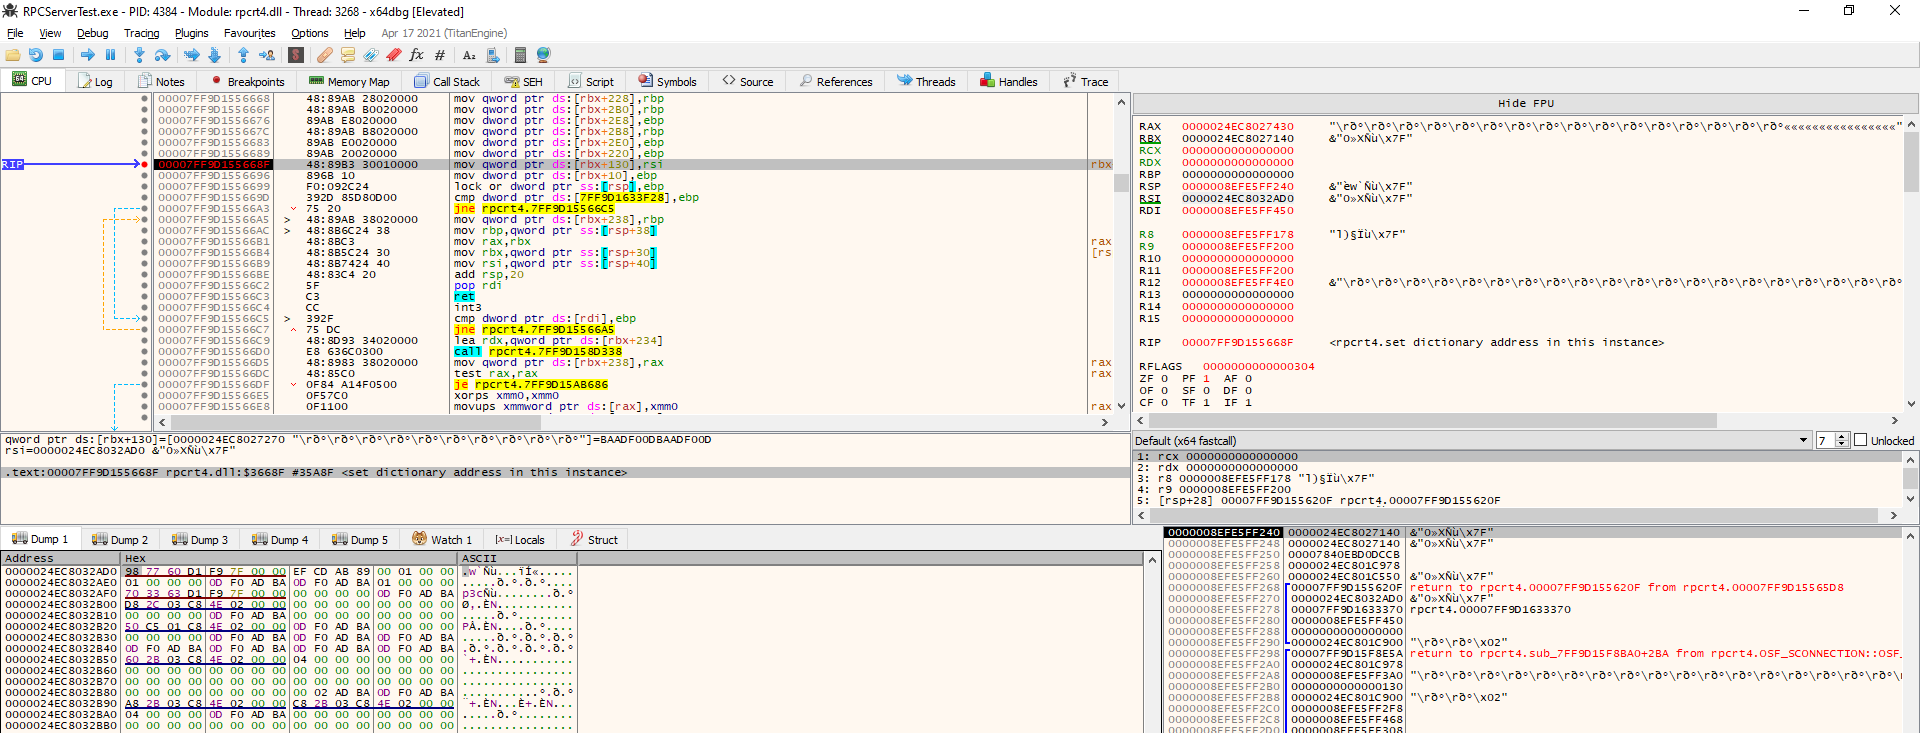 RPCServerTest.exe - PID: 4384 - Module: rpcrt4.dll - Thread: 3268 - x64dbg [Elevated]
File View Debug Tracing Plugins Favourites Options Help Apr 17 2021 (TitanEngine)
CPU Log Notes Breakpoints Memory Map Call Stack SEH Script Symbols Source References Threads Handles Trace
00007FF9D1556668 48:89AB 28020000 mov qword ptr ds:[rbx+228],rbp
00007FF9D155666F 48:89AB B0020000 mov qword ptr ds:[rbx+2B0],rbp
00007FF9D1556676 89AB E8020000 mov dword ptr ds:[rbx+2E8],ebp
00007FF9D155667C 48:89AB B8020000 mov qword ptr ds:[rbx+2B8],rbp
00007FF9D1556683 89AB E0020000 mov dword ptr ds:[rbx+2E0],ebp
00007FF9D1556689 89AB 20020000 mov dword ptr ds:[rbx+220],ebp
RIP 00007FF9D155668F 48:89B3 30010000 mov qword ptr ds:[rbx+130],rsi rbx
00007FF9D1556696 896B 10 mov dword ptr ds:[rbx+10],ebp
00007FF9D1556699 F0:092C24 lock or dword ptr ss:[rsp],ebp
00007FF9D155669D 392D 85D80D00 cmp dword ptr ds:[7FF9D1633F28],ebp
00007FF9D15566A3 75 20 jne rpcrt4.7FF9D15566C5
00007FF9D15566A5 > 48:89AB 38020000 mov qword ptr ds:[rbx+238],rbp
00007FF9D15566AC > 48:8B6C24 38 mov rbp,qword ptr ss:[rsp+38]
00007FF9D15566B1 48:8BC3 mov rax,rbx rax
00007FF9D15566B4 48:8B5C24 30 mov rbx,qword ptr ss:[rsp+30] [rs
00007FF9D15566B9 48:8B7424 40 mov rsi,qword ptr ss:[rsp+40]
00007FF9D15566BE 48:83C4 20 add rsp,20
00007FF9D15566C2 5F pop rdi
00007FF9D15566C3 C3 ret
00007FF9D15566C4 CC int3
00007FF9D15566C5 > 392F cmp dword ptr ds:[rdi],ebp
00007FF9D15566C7 75 DC jne rpcrt4.7FF9D15566A5
00007FF9D15566C9 48:8D93 34020000 lea rdx,qword ptr ds:[rbx+234]
00007FF9D15566D0 E8 636C0300 call rpcrt4.7FF9D158D338
00007FF9D15566D5 48:8983 38020000 mov qword ptr ds:[rbx+238],rax rax
00007FF9D15566DC 48:85C0 test rax,rax rax
00007FF9D15566DF 0F84 A14F0500 je rpcrt4.7FF9D15AB686
00007FF9D15566E5 0F57C0 xorps xmm0,xmm0
00007FF9D15566E8 0F1100 movups xmmword ptr ds:[rax],xmm0 rax
Hide FPU
RAX 0000024EC8027430 "\rð°\rð°\rð°\rð°\rð°\rð°\rð°\rð°\rð°\rð°\rð°\rð°\rð°\rð°\rð°\rð°\rð°\rð°\rð°««««««««««««««««"
RBX 0000024EC8027140 &"O»XÑù\x7F"
RCX 0000000000000000
RDX 0000000000000000
RBP 0000000000000000
RSP 0000008EFE5FF240 &"ëw`Ñù\x7F"
RSI 0000024EC8032AD0 &"O»XÑù\x7F"
RDI 0000008EFE5FF450
R8 0000008EFE5FF178 "l)§Ïù\x7F"
R9 0000008EFE5FF200
R10 0000000000000000
R11 0000008EFE5FF200
R12 0000008EFE5FF4E0 &"\rð°\rð°\rð°\rð°\rð°\rð°\rð°\rð°\rð°\rð°\rð°\rð°\rð°\rð°\rð°\rð°\rð°\rð°\rð°\rð°
R13 0000000000000000
R14 0000000000000000
R15 0000000000000000
RIP 00007FF9D155668F <rpcrt4.set dictionary address in this instance>
RFLAGS 0000000000000304
ZF 0 PF 1 AF 0
OF 0 SF 0 DF 0
CF 0 TF 1 IF 1
qword ptr ds:[rbx+130]=[0000024EC8027270 "\rð°\rð°\rð°\rð°\rð°\rð°\rð°\rð°\rð°\rð°"]=BAADF00DBAADF00D
rsi=0000024EC8032AD0 &"O»XÑù\x7F"
.text:00007FF9D155668F rpcrt4.dll:$3668F #35A8F <set dictionary address in this instance>
Default (x64 fastcall) 7 Unlocked
1: rcx 0000000000000000
2: rdx 0000000000000000
3: r8 0000008EFE5FF178 "l)§Ïù\x7F"
4: r9 0000008EFE5FF200
5: [rsp+28] 00007FF9D155620F rpcrt4.00007FF9D155620F
Dump 1 Dump 2 Dump 3 Dump 4 Dump 5 Watch 1 [x=] Locals Struct
Address Hex ASCII
0000024EC8032AD0 98 77 60 D1 F9 7F 00 00 EF CD AB 89 00 01 00 00 .w`Ñù...ïÍ«.....
0000024EC8032AE0 01 00 00 00 0D F0 AD BA 0D F0 AD BA 01 00 00 00 .....ð.º.ð.º....
0000024EC8032AF0 70 33 63 D1 F9 7F 00 00 00 00 00 00 0D F0 AD BA p3cÑù........ð.º
0000024EC8032B00 D8 2C 03 C8 4E 02 00 00 00 00 00 00 00 00 00 00 Ø,.ÈN...........
0000024EC8032B10 00 00 00 00 0D F0 AD BA 00 00 00 00 00 00 00 00 .....ð.º........
0000024EC8032B20 50 C5 01 C8 4E 02 00 00 00 00 00 00 0D F0 AD BA PÅ.ÈN........ð.º
0000024EC8032B30 00 00 00 00 0D F0 AD BA 0D F0 AD BA 0D F0 AD BA .....ð.º.ð.º.ð.º
0000024EC8032B40 0D F0 AD BA 0D F0 AD BA 0D F0 AD BA 0D F0 AD BA .ð.º.ð.º.ð.º.ð.º
0000024EC8032B50 60 2B 03 C8 4E 02 00 00 04 00 00 00 00 00 00 00 `+.ÈN...........
0000024EC8032B60 00 00 00 00 00 00 00 00 00 00 00 00 00 00 00 00 ................
0000024EC8032B70 00 00 00 00 00 00 00 00 00 00 00 00 00 00 00 00 ................
0000024EC8032B80 00 00 00 00 00 00 00 00 00 02 AD BA 0D F0 AD BA ...........º.ð.º
0000024EC8032B90 A8 2B 03 C8 4E 02 00 00 C8 2B 03 C8 4E 02 00 00 ¨+.ÈN...È+.ÈN...
0000024EC8032BA0 04 00 00 00 0D F0 AD BA 00 00 00 00 00 00 00 00 .....ð.º........
0000024EC8032BB0 00 00 00 00 00 00 00 00 00 00 00 00 00 00 00 00 ................
0000008EFE5FF240 0000024EC8027140 &"O»XÑù\x7F"
0000008EFE5FF248 0000024EC8027140 &"O»XÑù\x7F"
0000008EFE5FF250 00007840EBD0DCCB
0000008EFE5FF258 0000024EC801C978
0000008EFE5FF260 0000024EC801C550 &"O»XÑù\x7F"
0000008EFE5FF268 00007FF9D155620F return to rpcrt4.00007FF9D155620F from rpcrt4.00007FF9D15565D8
0000008EFE5FF270 0000024EC8032AD0 &"O»XÑù\x7F"
0000008EFE5FF278 00007FF9D1633370 rpcrt4.00007FF9D1633370
0000008EFE5FF280 0000008EFE5FF450
0000008EFE5FF288 0000000000000000
0000008EFE5FF290 0000024EC801C900 "\rð°\rð°\x02"
0000008EFE5FF298 00007FF9D15F8E5A return to rpcrt4.sub_7FF9D15F8BA0+2BA from rpcrt4.OSF_SCONNECTION::OSF_
0000008EFE5FF2A0 0000024EC801C978
0000008EFE5FF2A8 0000008EFE5FF3A0 "\rð°\rð°\rð°\rð°\rð°\rð°\rð°\rð°\rð°\rð°\rð°\rð°\rð°\rð°\rð°\rð°\rð°
0000008EFE5FF2B0 0000000000000130
0000008EFE5FF2B8 0000024EC801C900 "\rð°\rð°\x02"
0000008EFE5FF2C0 0000008EFE5FF2F8
0000008EFE5FF2C8 0000008EFE5FF468
0000008EFE5FF2D0 0000008EFE5FF308